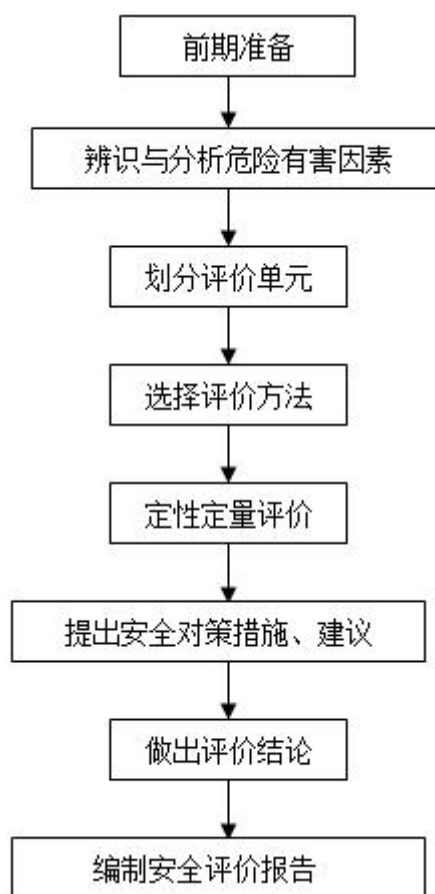 前期准备
辨识与分析危险有害因素
划分评价单元
选择评价方法
定性定量评价
提出安全对策措施、建议
做出评价结论
编制安全评价报告